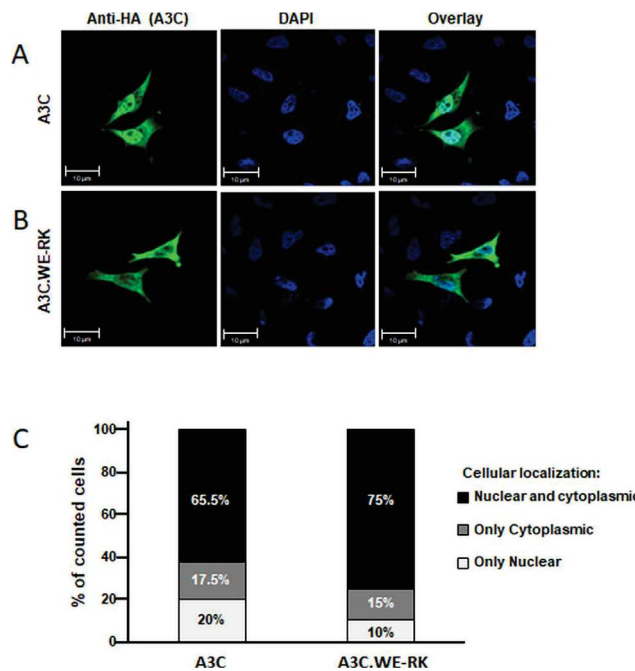 Anti-HA (A3C) DAPI Overlay
A
A3C
10 µm 10 µm 10 µm
B
A3C.WE-RK
10 µm 10 µm 10 µm
C
% of counted cells
100
80
60
40
20
0
65.5%
17.5%
20%
75%
15%
10%
A3C A3C.WE-RK
Cellular localization:
Nuclear and cytoplasmic
Only Cytoplasmic
Only Nuclear